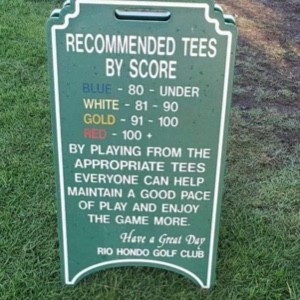 RECOMMENDED TEES
BY SCORE
BLUE - 80 - UNDER
WHITE - 81 - 90
GOLD - 91 - 100
RED - 100 +
BY PLAYING FROM THE
APPROPRIATE TEES
EVERYONE CAN HELP
MAINTAIN A GOOD PACE
OF PLAY AND ENJOY
THE GAME MORE.
Have a Great Day
RIO HONDO GOLF CLUB